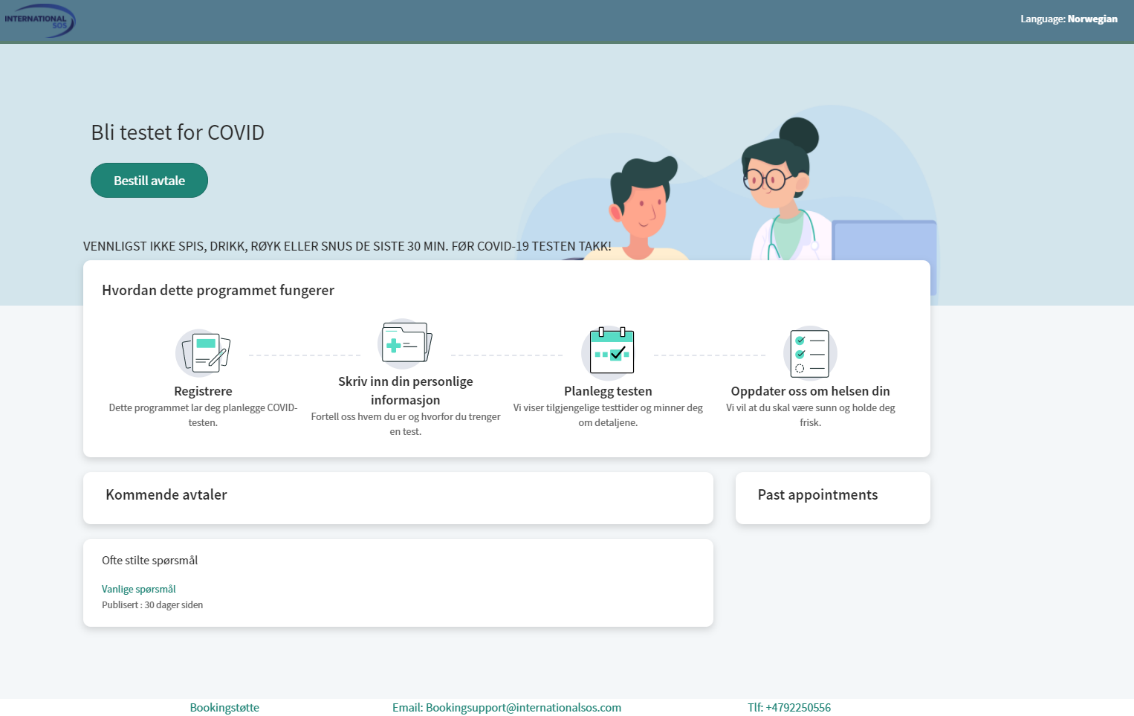 INTERNATIONAL
SOS
Language: Norwegian
Bli testet for COVID
Bestill avtale
VENNLIGST IKKE SPIS, DRIKK, RØYK ELLER SNUS DE SISTE 30 MIN. FØR COVID-19 TESTEN TAKK!
Hvordan dette programmet fungerer
Registrere
Dette programmet lar deg planlegge COVID-
testen.
Skriv inn din personlige
informasjon
Fortell oss hvem du er og hvorfor du trenger
en test.
Planlegg testen
Vi viser tilgjengelige testtider og minner deg
om detaljene.
Oppdater oss om helsen din
Vi vil at du skal være sunn og holde deg
frisk.
Kommende avtaler
Past appointments
Ofte stilte spørsmål
Vanlige spørsmål
Publisert : 30 dager siden
Bookingstøtte
Email: Bookingsupport@internationalsos.com
Tlf: +4792250556